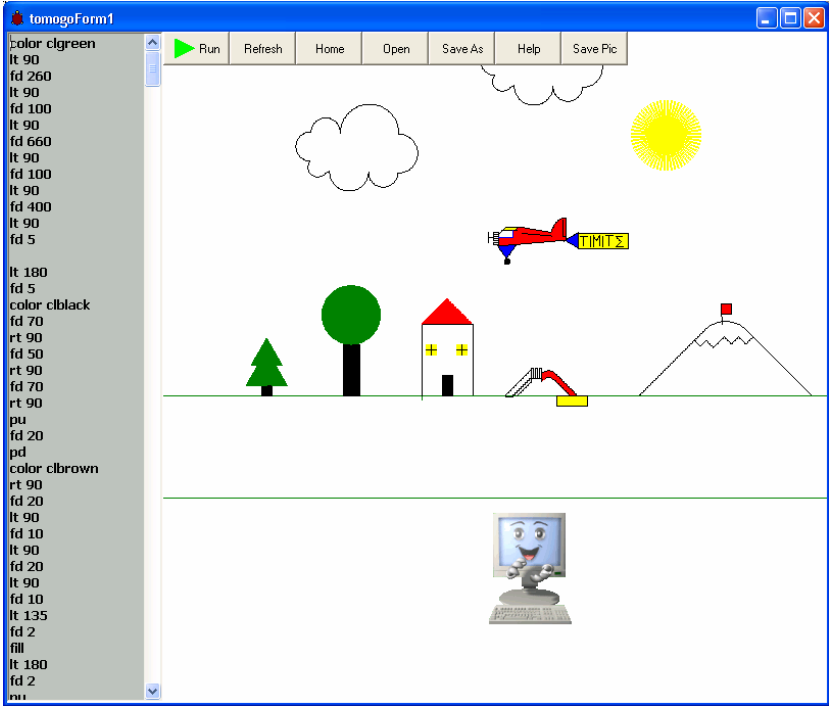 tomogoForm1
Run Refresh Home Open Save As Help Save Pic
color clgreen
lt 90
fd 260
lt 90
fd 100
lt 90
fd 660
lt 90
fd 100
lt 90
fd 400
lt 90
fd 5
lt 180
fd 5
color clblack
fd 70
rt 90
fd 50
rt 90
fd 70
rt 90
pu
fd 20
pd
color clbrown
rt 90
fd 20
lt 90
fd 10
lt 90
fd 20
lt 90
fd 10
lt 135
fd 2
fill
lt 180
fd 2
pu
TIMITΣ